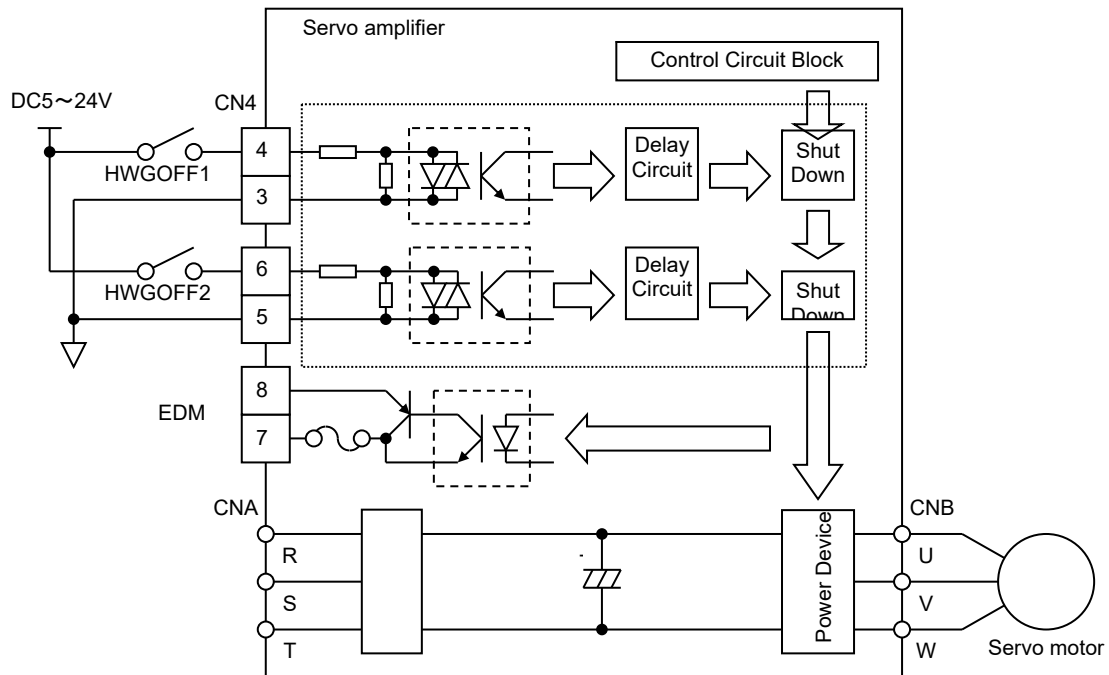 Servo amplifier
Control Circuit Block
DC5～24V
CN4
4
HWGOFF1
3
Delay
Circuit
Shut
Down
6
HWGOFF2
5
Delay
Circuit
Shut
Down
8
EDM
7
CNA
R
S
T
Power Device
CNB
U
V
W
Servo motor